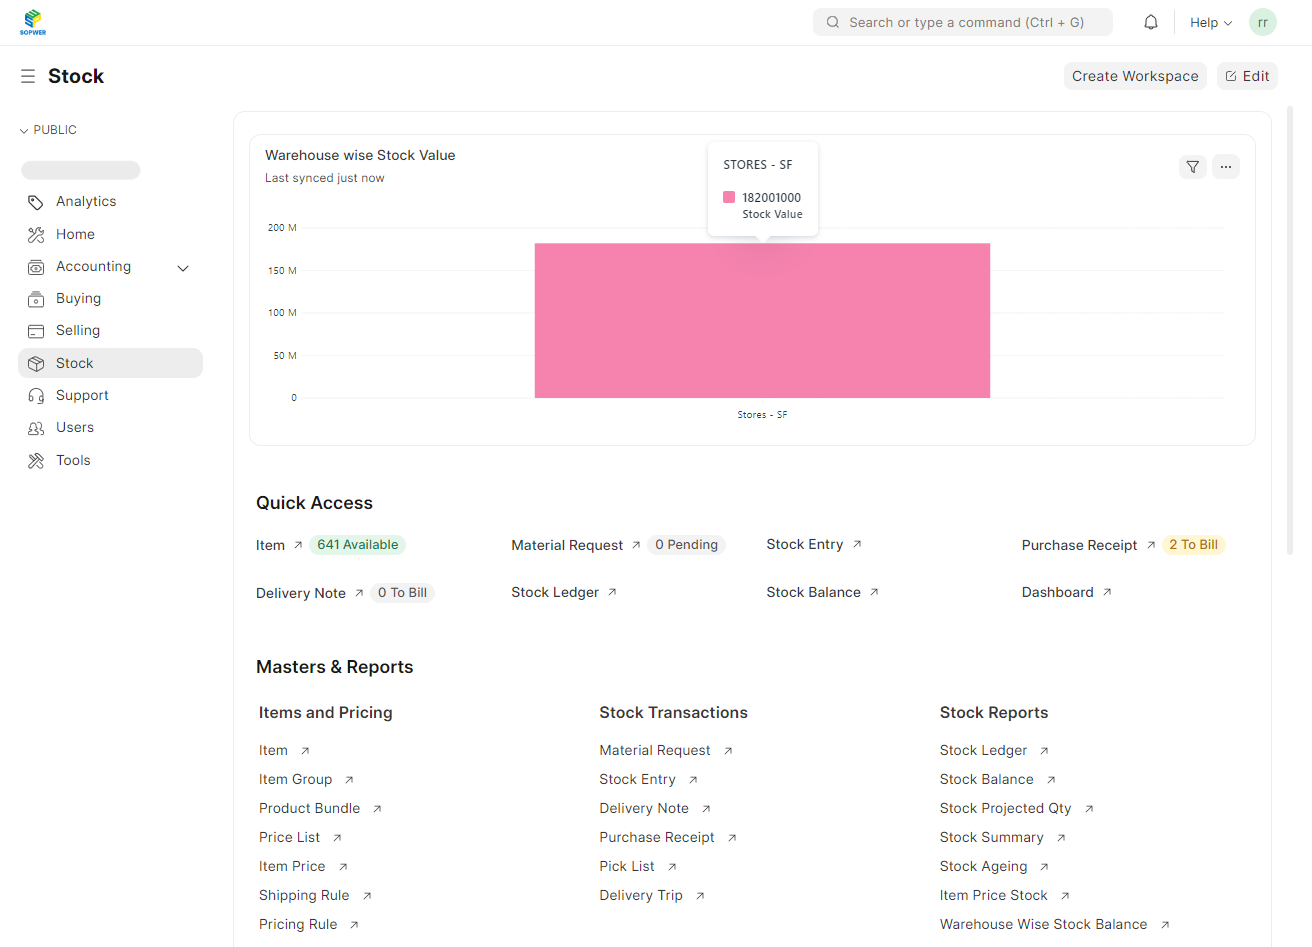 SOPWER
Search or type a command (Ctrl + G)
Help
rr
Stock
Create Workspace
Edit
PUBLIC
Analytics
Home
Accounting
Buying
Selling
Stock
Support
Users
Tools
Warehouse wise Stock Value
Last synced just now
STORES - SF
182001000
Stock Value
200 M
150 M
100 M
50 M
0
Stores - SF
Quick Access
Item 641 Available
Material Request 0 Pending
Stock Entry
Purchase Receipt 2 To Bill
Delivery Note 0 To Bill
Stock Ledger
Stock Balance
Dashboard
Masters & Reports
Items and Pricing
Item
Item Group
Product Bundle
Price List
Item Price
Shipping Rule
Pricing Rule
Stock Transactions
Material Request
Stock Entry
Delivery Note
Purchase Receipt
Pick List
Delivery Trip
Stock Reports
Stock Ledger
Stock Balance
Stock Projected Qty
Stock Summary
Stock Ageing
Item Price Stock
Warehouse Wise Stock Balance